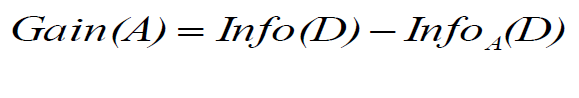 Gain(A) = Info(D) − Info_A(D)